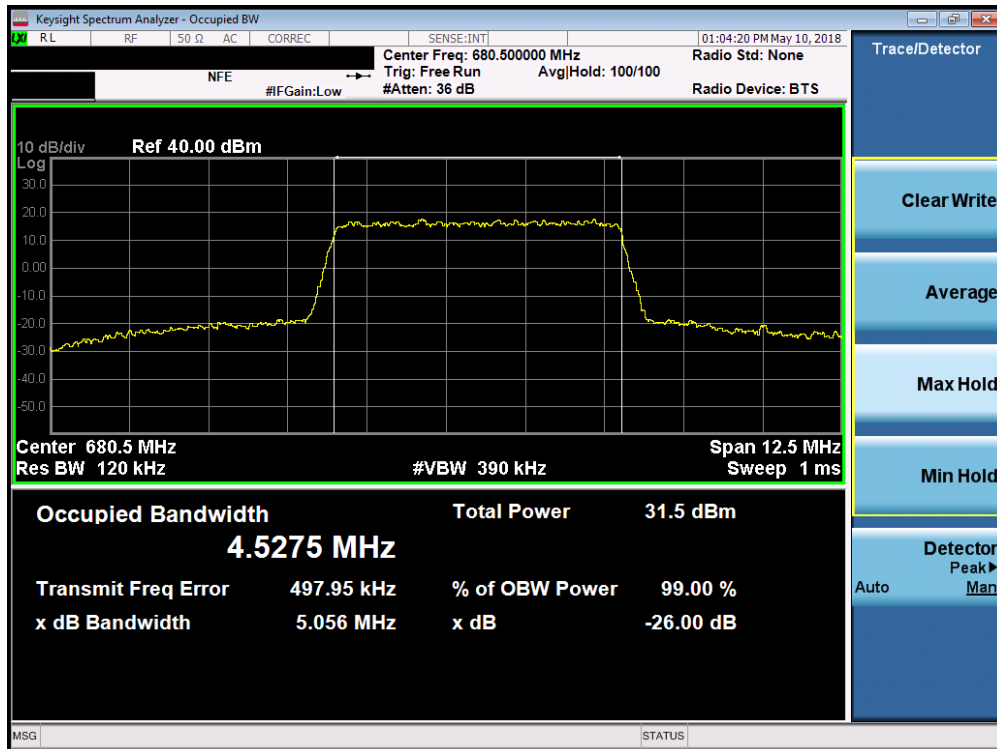 Keysight Spectrum Analyzer - Occupied BW
LXI RL RF 50 Ω AC CORREC SENSE:INT 01:04:20 PM May 10, 2018
Center Freq: 680.500000 MHz Radio Std: None
NFE Trig: Free Run Avg|Hold: 100/100
#IFGain:Low #Atten: 36 dB Radio Device: BTS
10 dB/div Ref 40.00 dBm
Log
30.0
20.0
10.0
0.00
-10.0
-20.0
-30.0
-40.0
-50.0
Center 680.5 MHz Span 12.5 MHz
Res BW 120 kHz #VBW 390 kHz Sweep 1 ms
Occupied Bandwidth Total Power 31.5 dBm
4.5275 MHz
Transmit Freq Error 497.95 kHz % of OBW Power 99.00 %
x dB Bandwidth 5.056 MHz x dB -26.00 dB
MSG STATUS
Trace/Detector
Clear Write
Average
Max Hold
Min Hold
Detector
Peak▶
Auto Man